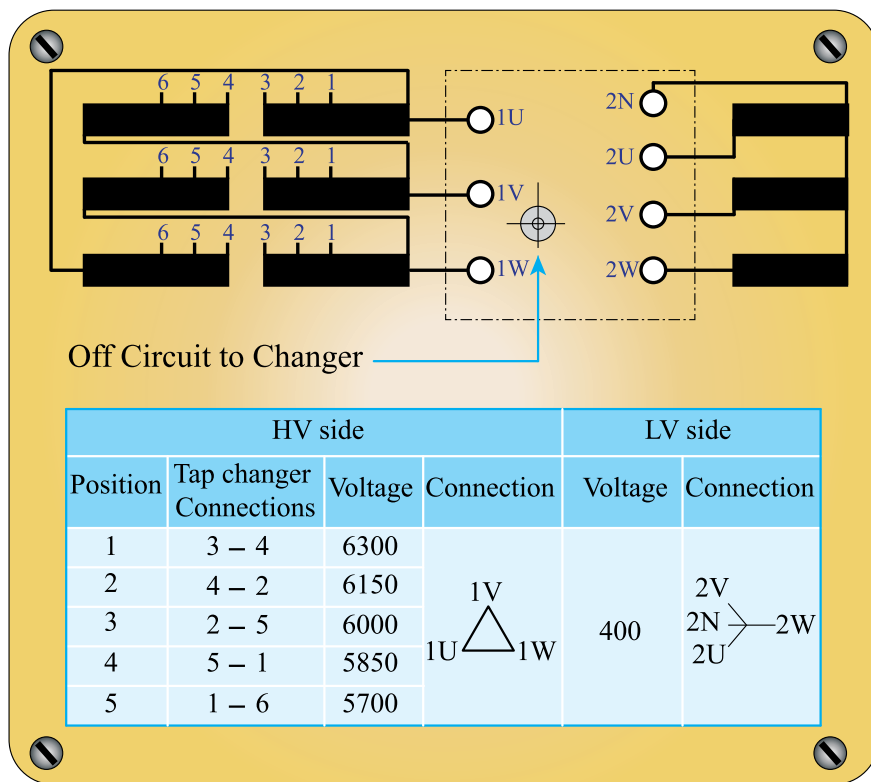 6 5 4 3 2 1
1U
2N
2U
6 5 4 3 2 1
1V
2V
6 5 4 3 2 1
1W
2W
Off Circuit to Changer
HV side
LV side
Position
Tap changer
Connections
Voltage
Connection
Voltage
Connection
1 3 – 4 6300
2 4 – 2 6150
3 2 – 5 6000
4 5 – 1 5850
5 1 – 6 5700
1V
1U 1W
400
2V
2N 2W
2U